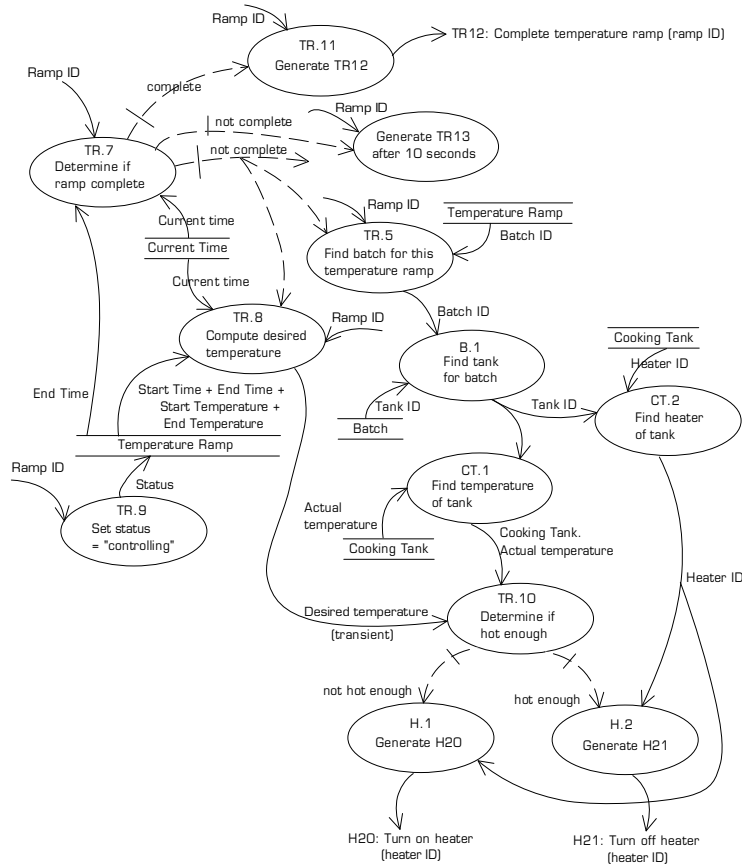 Ramp ID
TR.11
Generate TR12
TR12: Complete temperature ramp (ramp ID)
Ramp ID
complete
Ramp ID
not complete
Generate TR13
after 10 seconds
TR.7
Determine if
ramp complete
not complete
Ramp ID
Temperature Ramp
Batch ID
Current time
Current Time
Current time
TR.5
Find batch for this
temperature ramp
Batch ID
TR.8
Compute desired
temperature
Ramp ID
B.1
Find tank
for batch
Cooking Tank
Heater ID
End Time
Start Time + End Time +
Start Temperature +
End Temperature
Tank ID
Batch
Tank ID
CT.2
Find heater
of tank
Temperature Ramp
Ramp ID
Status
TR.9
Set status
= "controlling"
CT.1
Find temperature
of tank
Actual
temperature
Cooking Tank
Cooking Tank.
Actual temperature
Heater ID
Desired temperature
(transient)
TR.10
Determine if
hot enough
not hot enough
hot enough
H.1
Generate H20
H.2
Generate H21
H20: Turn on heater
(heater ID)
H21: Turn off heater
(heater ID)